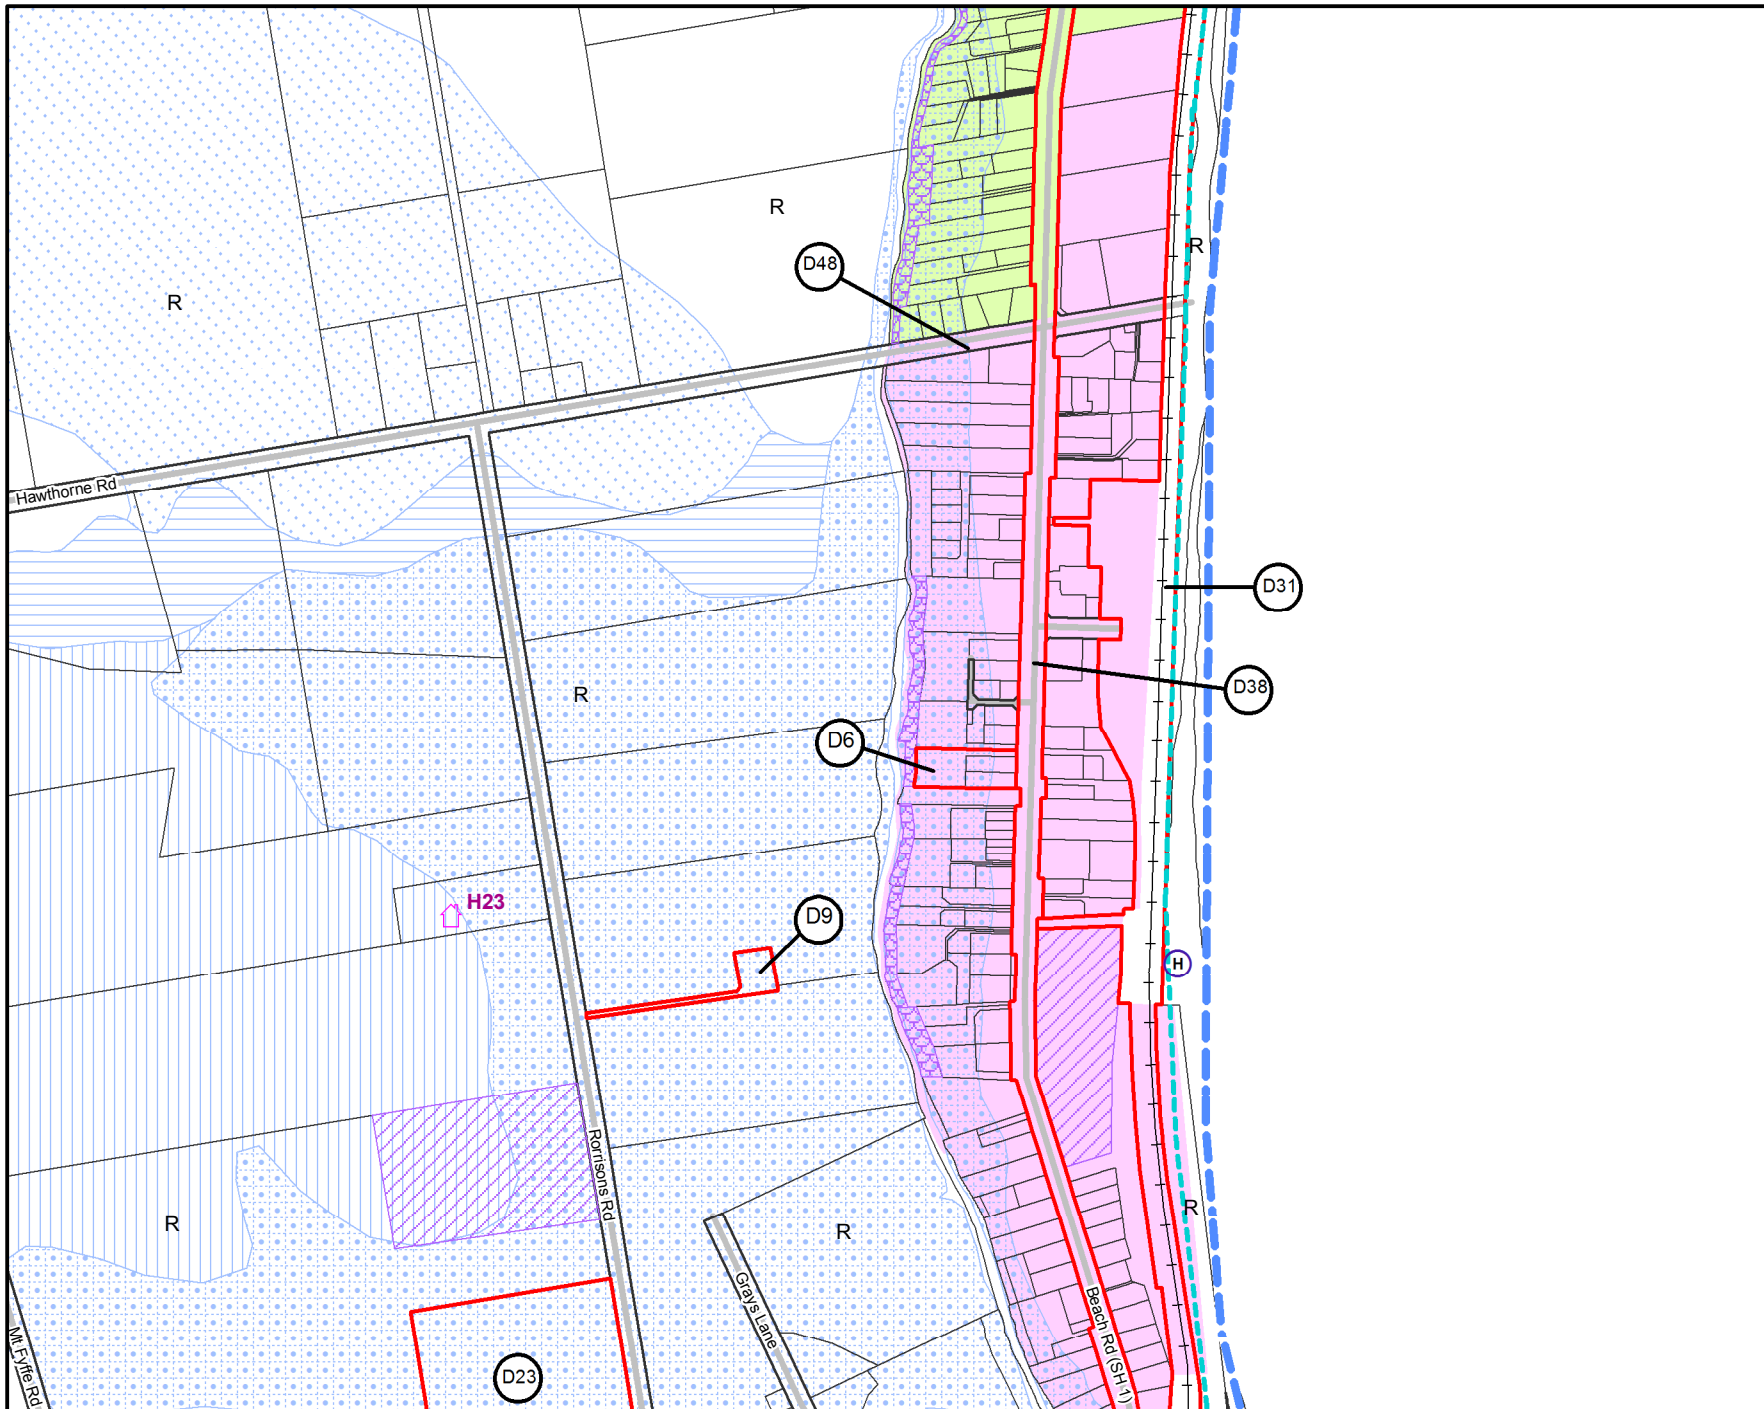 R
R
D48
R
Hawthorne Rd
D31
R
D38
D6
H23
D9
H
Rorrisons Rd
R
R
R
Grays Lane
Beach Rd (SH 1)
Mt Fyffe Rd
D23